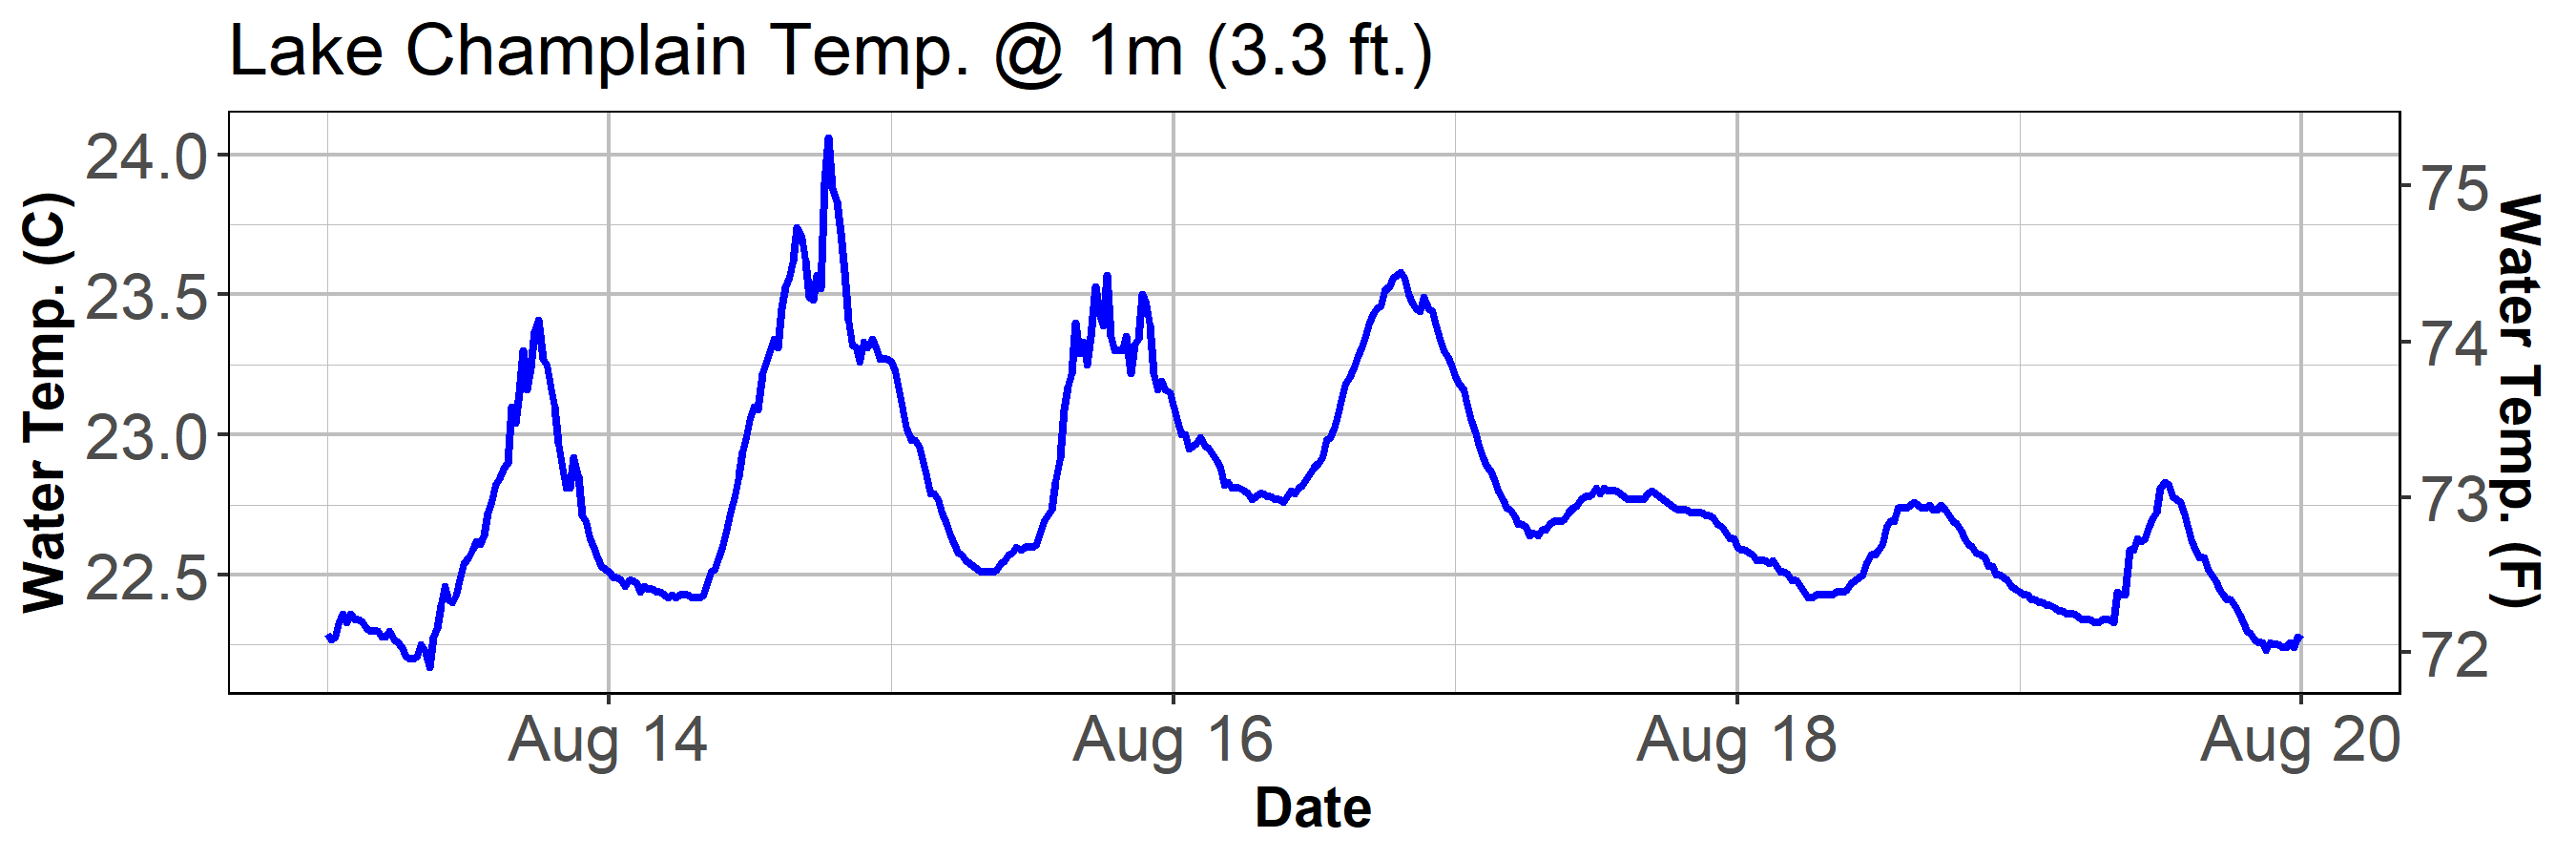 Lake Champlain Temp. @ 1m (3.3 ft.)
Water Temp. (C)
24.0
23.5
23.0
22.5
75
74
73
72
Water Temp. (F)
Aug 14
Aug 16
Aug 18
Aug 20
Date